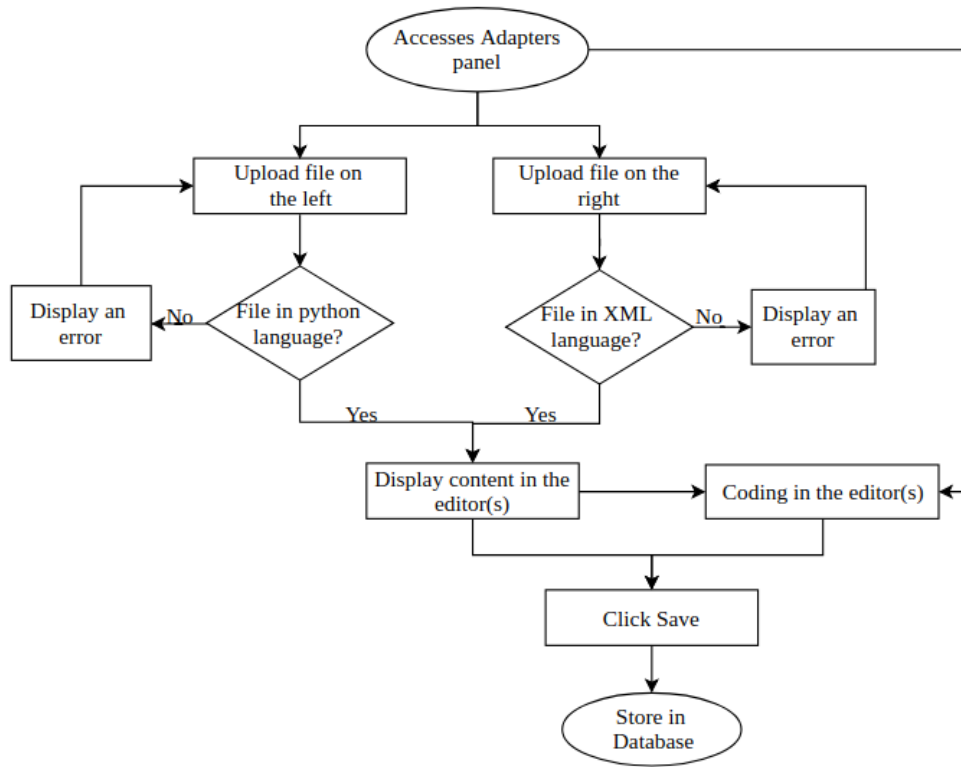 Accesses Adapters
panel
Upload file on
the left
Upload file on the
right
Display an
error
No
File in python
language?
File in XML
language?
No
Display an
error
Yes
Yes
Display content in the
editor(s)
Coding in the editor(s)
Click Save
Store in
Database